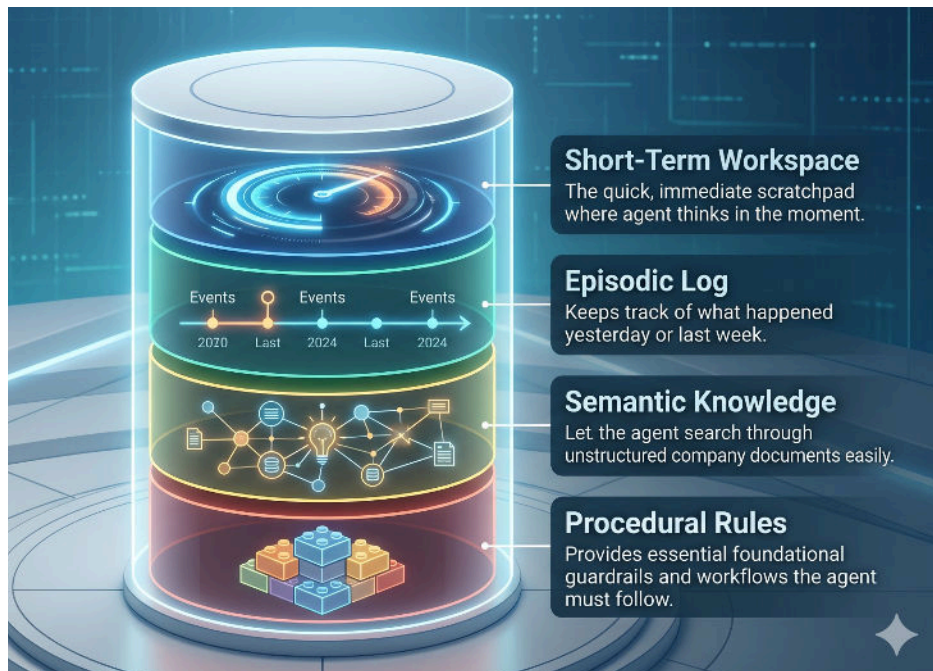 Short-Term Workspace
The quick, immediate scratchpad
where agent thinks in the moment.
Episodic Log
Keeps track of what happened
yesterday or last week.
Events Events Events
2020 Last 2024 Last 2024
Semantic Knowledge
Let the agent search through
unstructured company documents easily.
Procedural Rules
Provides essential foundational
guardrails and workflows the agent
must follow.